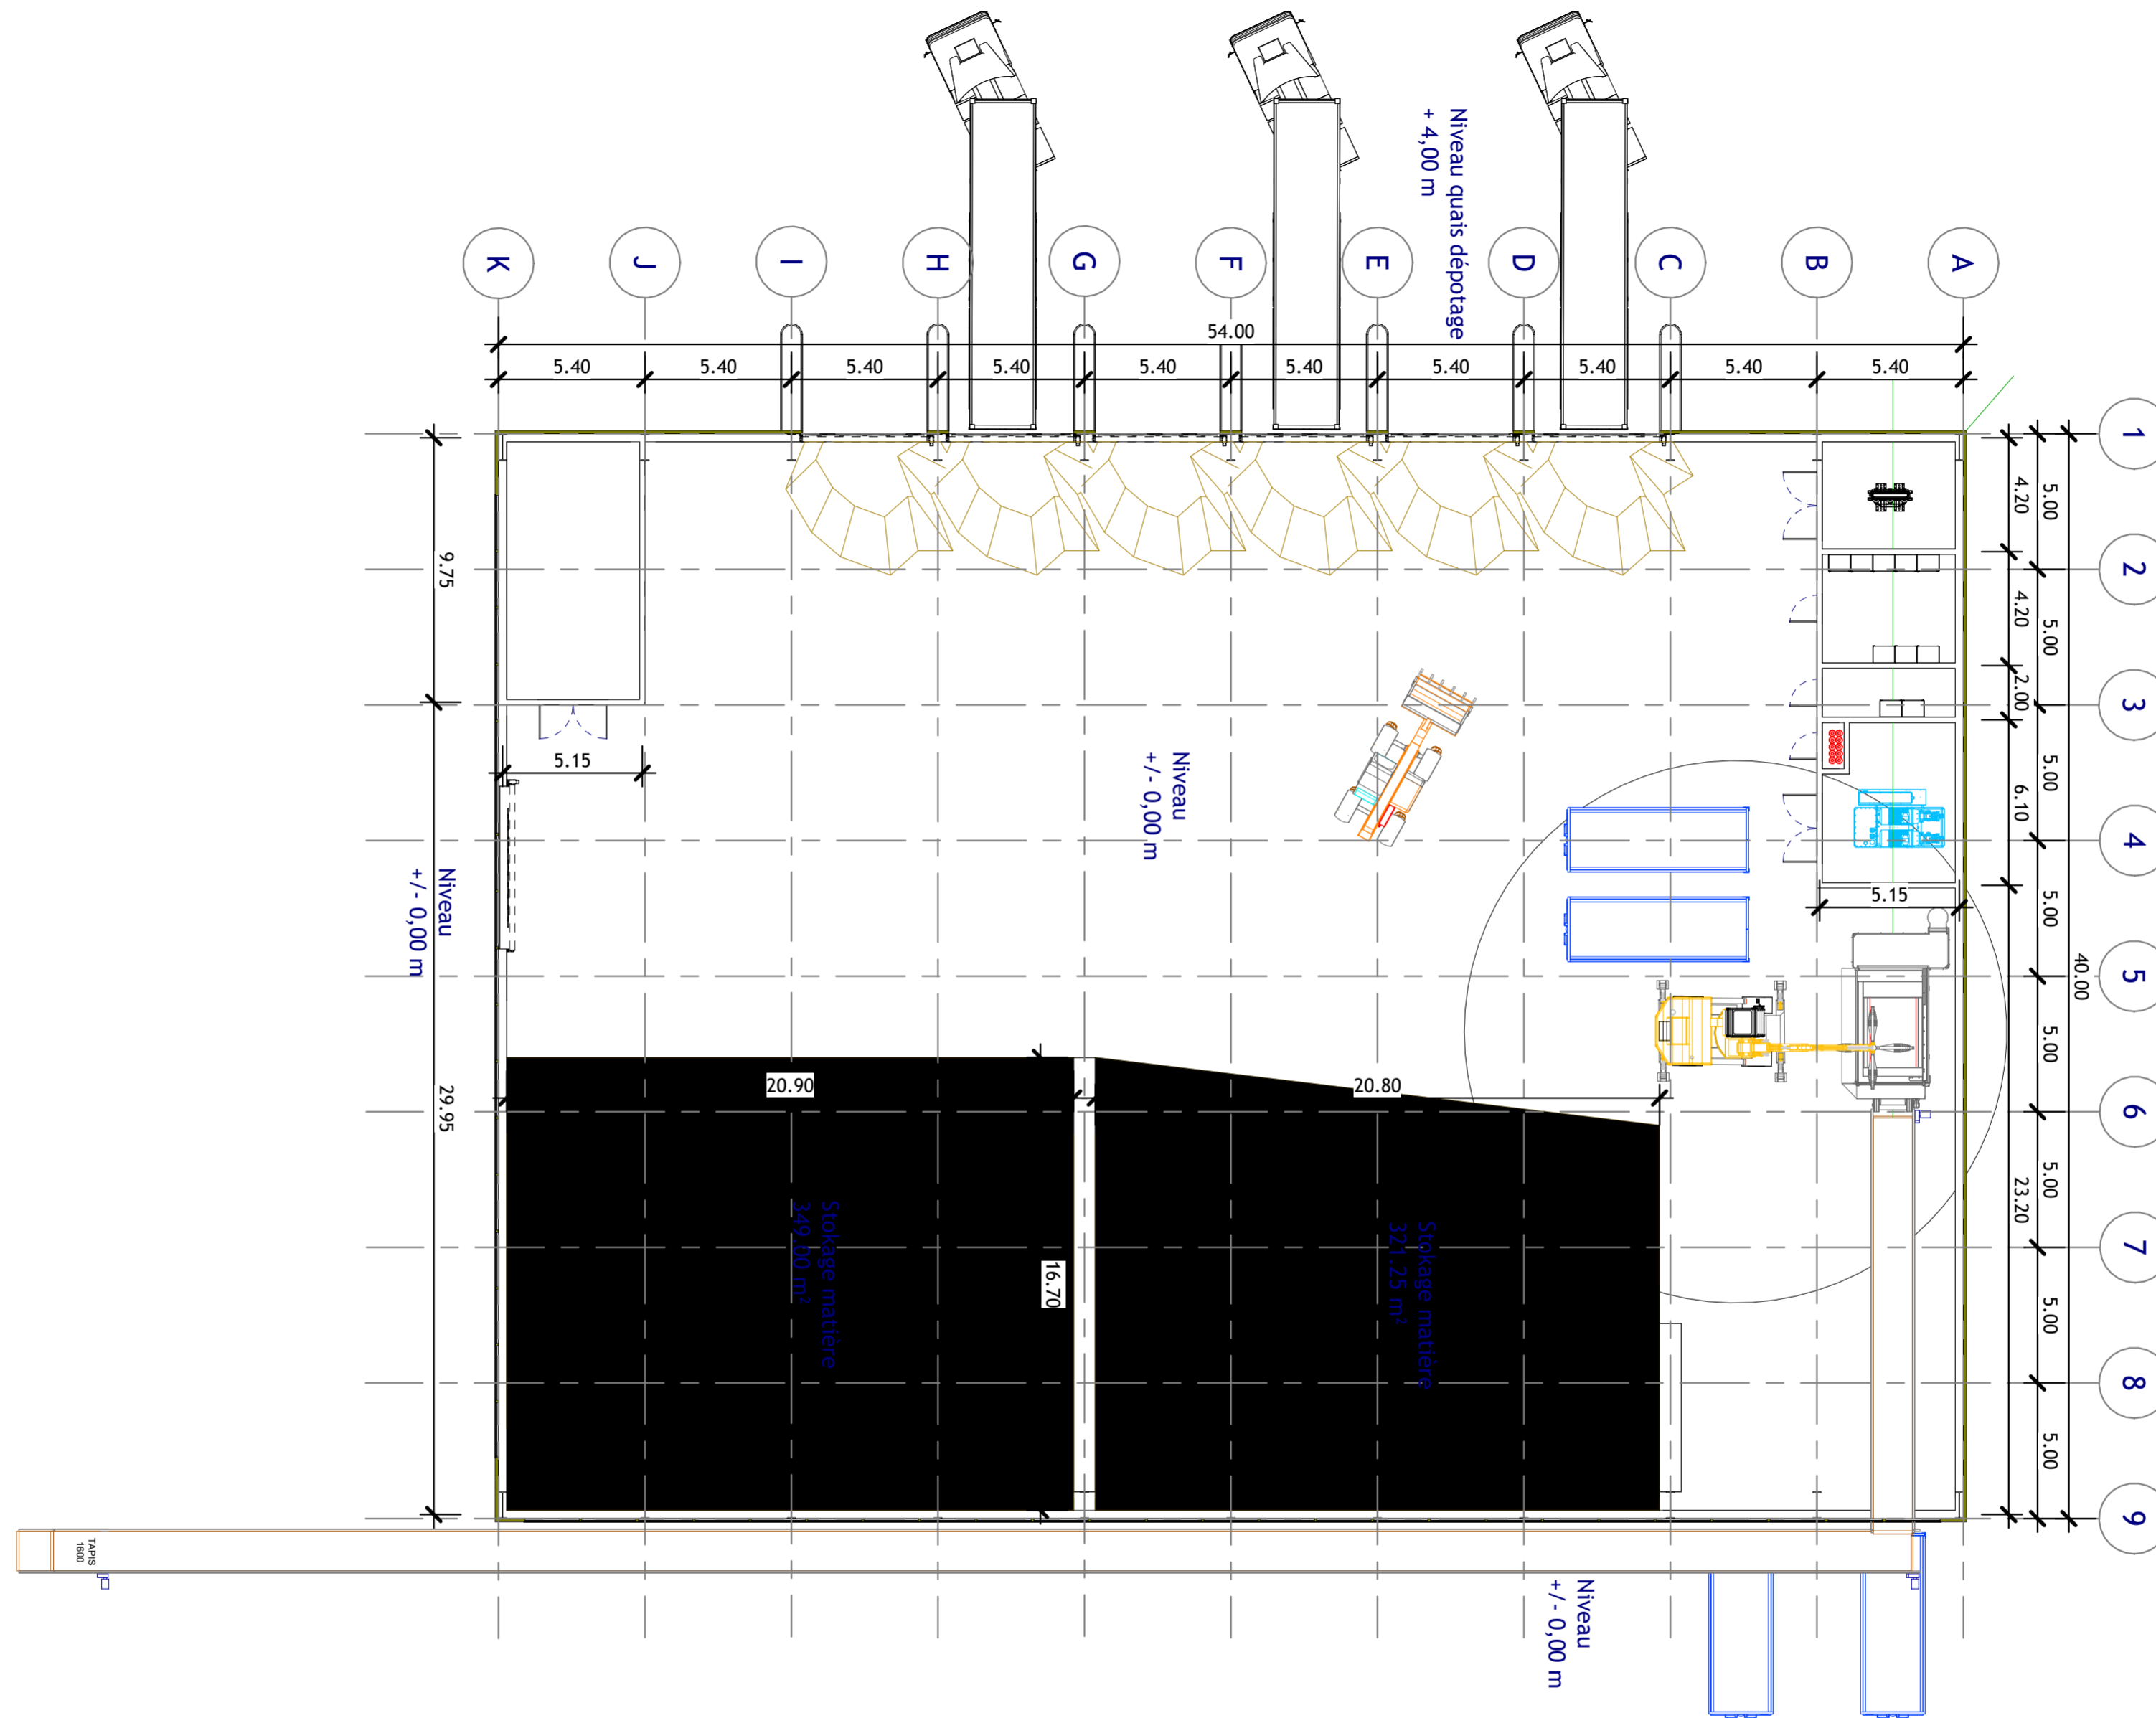 Niveau quais dépotage
+ 4,00 m
K
J
I
H
G
F
E
D
C
B
A
54.00
5.40
5.40
5.40
5.40
5.40
5.40
5.40
5.40
5.40
5.40
1
2
3
4
5
6
7
8
9
4.20
4.20
2.00
6.10
23.20
5.00
5.00
5.00
5.00
5.00
5.00
5.00
5.00
40.00
9.75
29.95
5.15
5.15
Niveau
+/- 0,00 m
Niveau
+/- 0,00 m
20.90
20.80
16.70
Stokage matière
349.00 m²
Stokage matière
321.25 m²
TAPIS
1600
Niveau
+/- 0,00 m